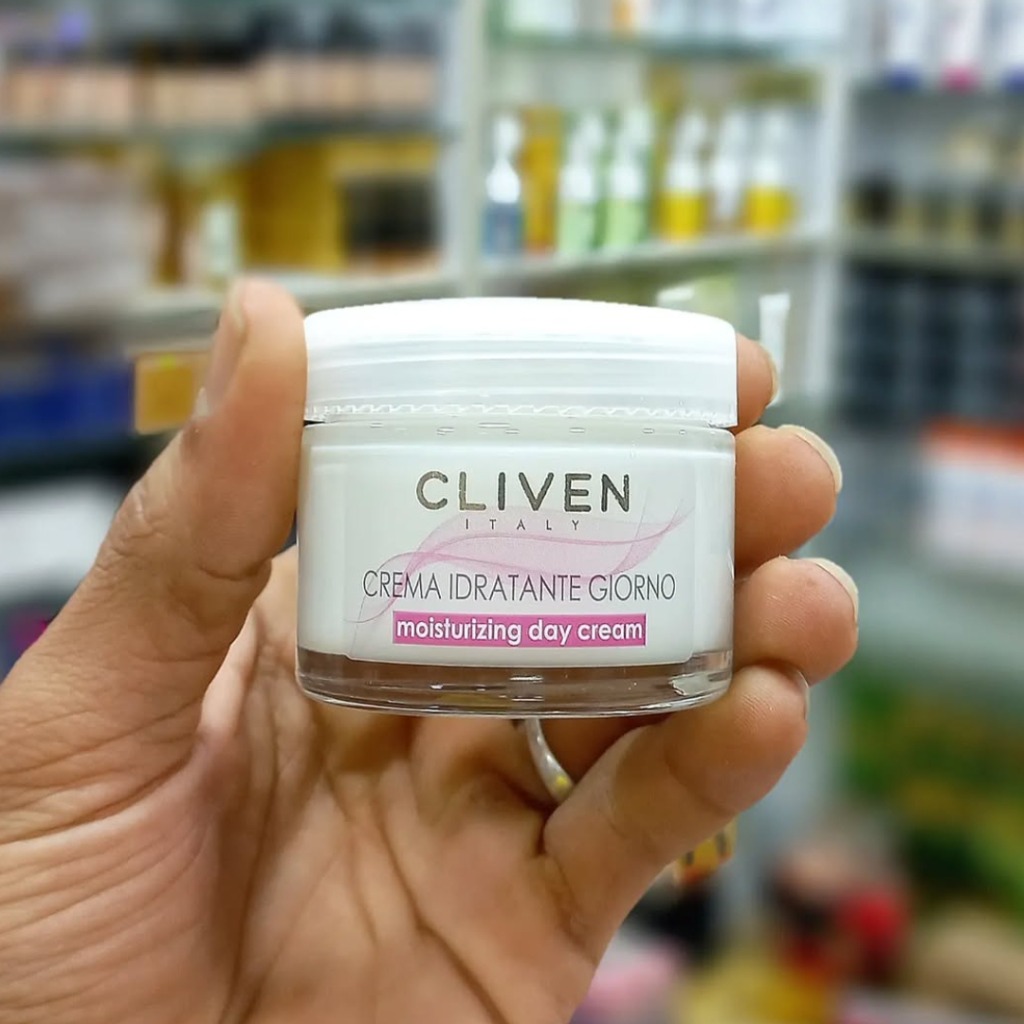 CLIVEN
ITALY
CREMA IDRATANTE GIORNO
moisturizing day cream